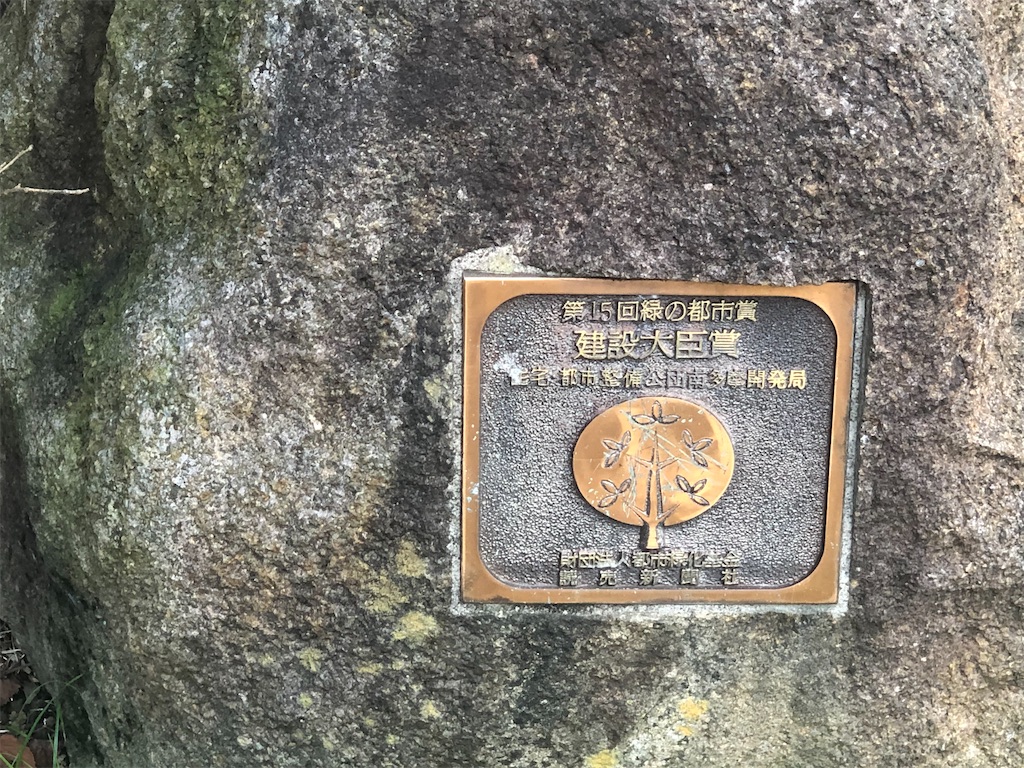 第15回緑の都市賞
建設大臣賞
住宅・都市整備公団南多摩開発局
財団法人都市緑化基金
読売新聞社